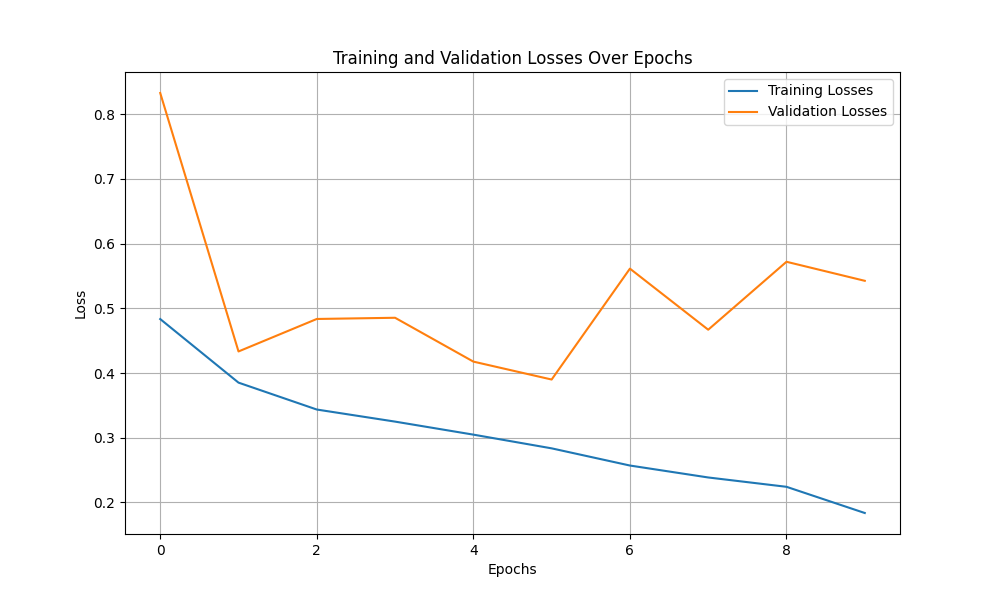 Training and Validation Losses Over Epochs
Training Losses
Validation Losses
0.8
0.7
0.6
0.5
0.4
0.3
0.2
Loss
0 2 4 6 8
Epochs